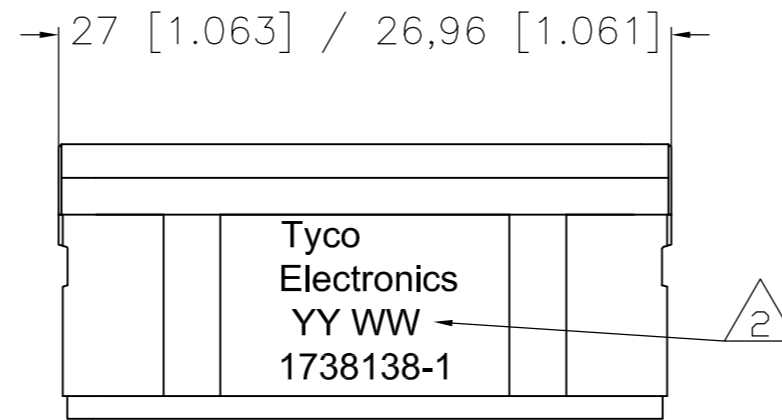 27 [1.063] / 26,96 [1.061]
Tyco
Electronics
YY WW
2
1738138-1